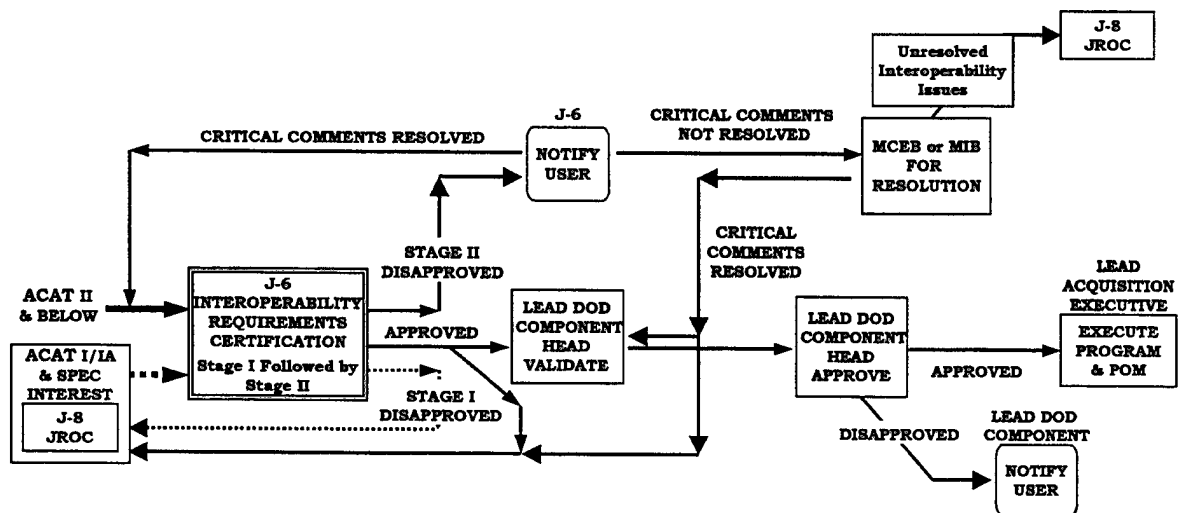 J-8
JROC
Unresolved
Interoperability
Issues
J-6
CRITICAL COMMENTS RESOLVED
NOTIFY
USER
CRITICAL COMMENTS
NOT RESOLVED
MCEB or MIB
FOR
RESOLUTION
STAGE II
DISAPPROVED
CRITICAL
COMMENTS
RESOLVED
ACAT II
& BELOW
J-6
INTEROPERABILITY
REQUIREMENTS
CERTIFICATION
Stage I Followed by
Stage II
APPROVED
LEAD DOD
COMPONENT
HEAD
VALIDATE
LEAD DOD
COMPONENT
HEAD
APPROVE
APPROVED
LEAD
ACQUISITION
EXECUTIVE
EXECUTE
PROGRAM
& POM
ACAT I/IA
& SPEC
INTEREST
J-8
JROC
STAGE I
DISAPPROVED
DISAPPROVED
LEAD DOD
COMPONENT
NOTIFY
USER